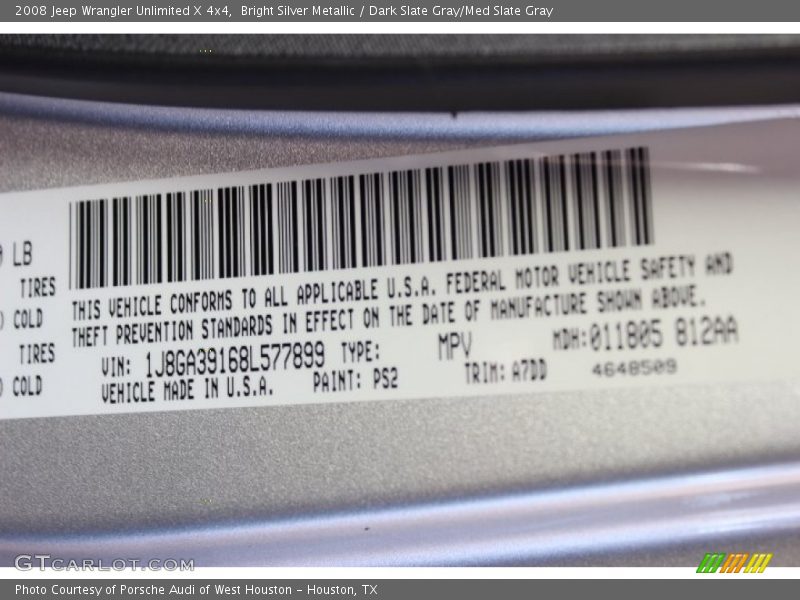 2008 Jeep Wrangler Unlimited X 4x4, Bright Silver Metallic / Dark Slate Gray/Med Slate Gray
LB
TIRES
COLD
TIRES
COLD
THIS VEHICLE CONFORMS TO ALL APPLICABLE U.S.A. FEDERAL MOTOR VEHICLE SAFETY AND
THEFT PREVENTION STANDARDS IN EFFECT ON THE DATE OF MANUFACTURE SHOWN ABOVE.
VIN: 1J8GA39168L577899 TYPE: MPV MDH:011805 812AA
VEHICLE MADE IN U.S.A. PAINT: PS2 TRIM: A7DD 4648509
GTCARLOT.COM
Photo Courtesy of Porsche Audi of West Houston - Houston, TX